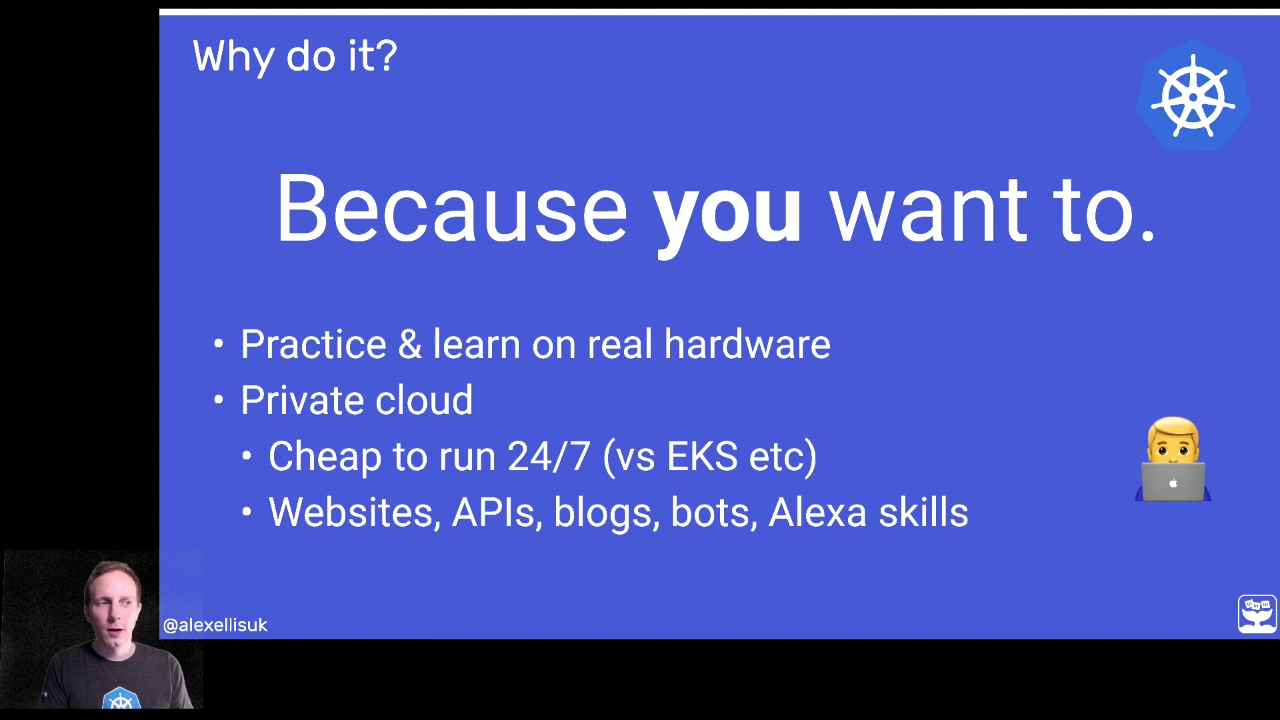 Why do it?
Because you want to.
• Practice & learn on real hardware
• Private cloud
• Cheap to run 24/7 (vs EKS etc)
• Websites, APIs, blogs, bots, Alexa skills
@alexellisuk